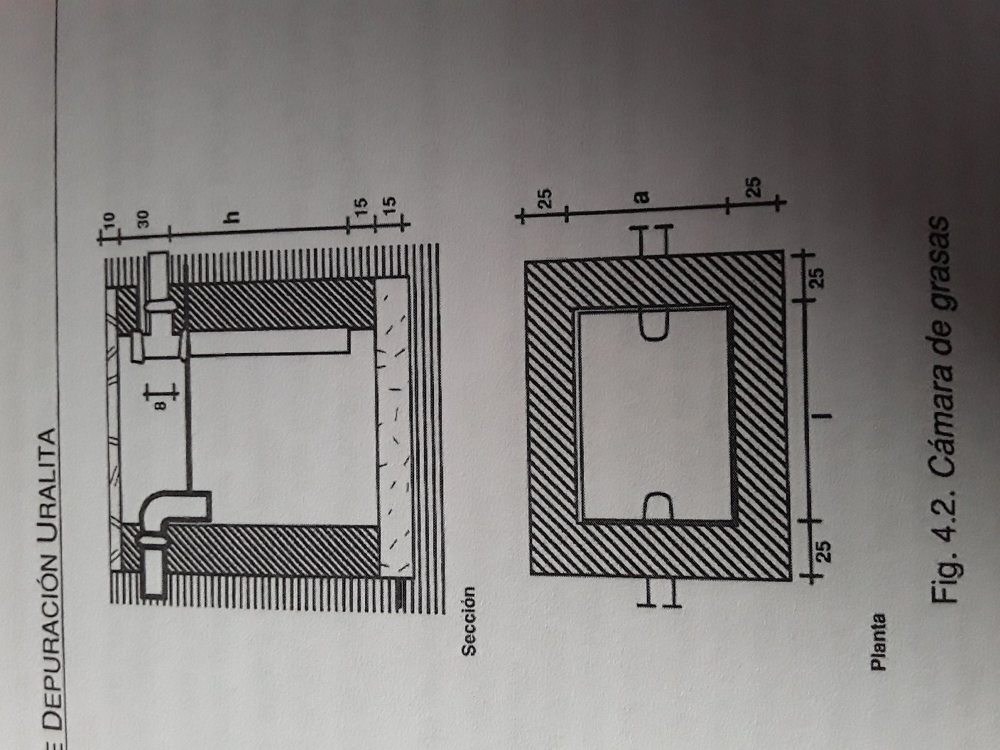 DEPURACIÓN URALITA
10
30
h
15
15
8
Sección
25
a
25
25
l
25
Planta
Fig. 4.2. Cámara de grasas